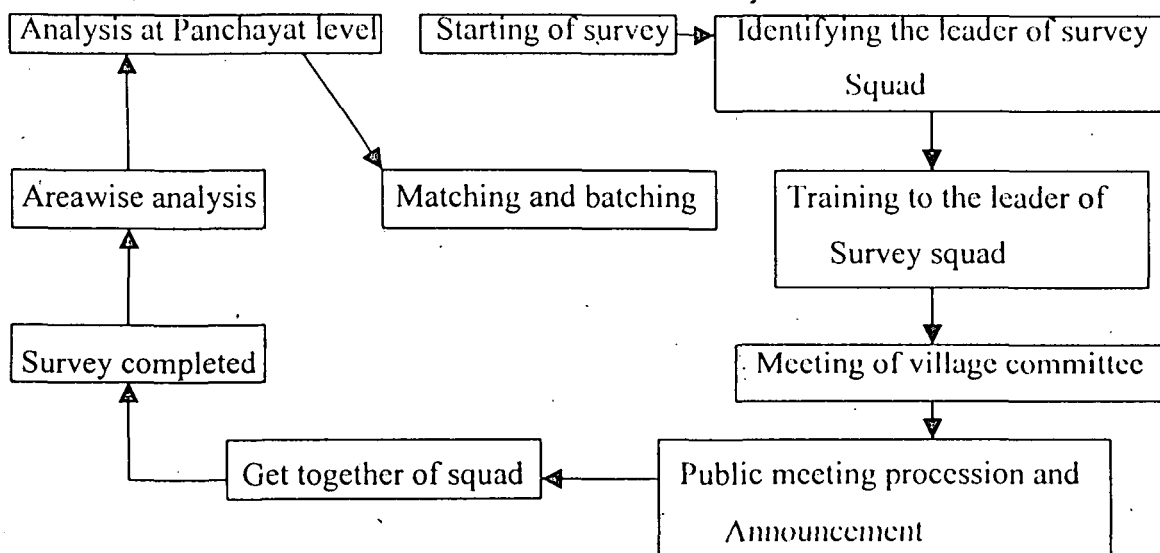 Analysis at Panchayat level
Starting of survey
Identifying the leader of survey
Squad
Areawise analysis
Matching and batching
Training to the leader of
Survey squad
Survey completed
Meeting of village committee
Get together of squad
Public meeting procession and
Announcement